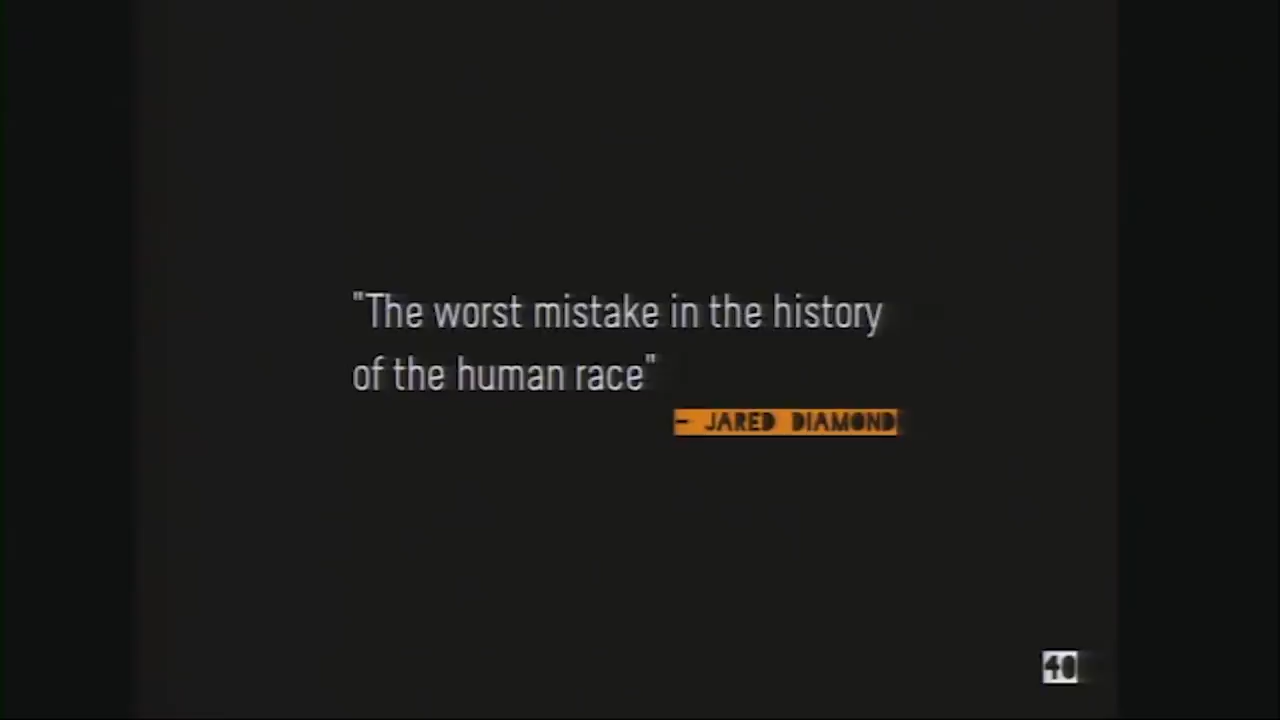 "The worst mistake in the history
of the human race"
- JARED DIAMOND
40